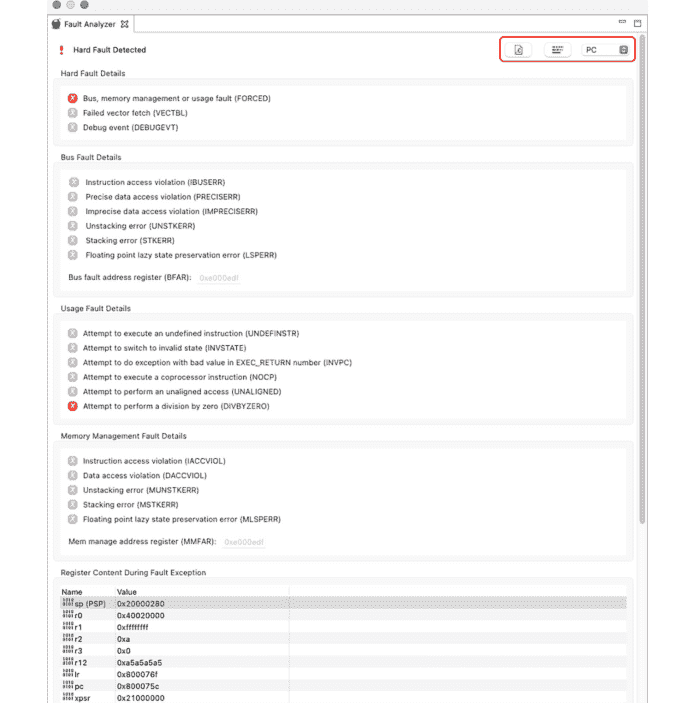 Fault Analyzer
Hard Fault Detected
PC
Hard Fault Details
Bus, memory management or usage fault (FORCED)
Failed vector fetch (VECTBL)
Debug event (DEBUGEVT)
Bus Fault Details
Instruction access violation (IBUSERR)
Precise data access violation (PRECISERR)
Imprecise data access violation (IMPRECISERR)
Unstacking error (UNSTKERR)
Stacking error (STKERR)
Floating point lazy state preservation error (LSPERR)
Bus fault address register (BFAR): 0xe000edf
Usage Fault Details
Attempt to execute an undefined instruction (UNDEFINSTR)
Attempt to switch to invalid state (INVSTATE)
Attempt to do exception with bad value in EXEC_RETURN number (INVPC)
Attempt to execute a coprocessor instruction (NOCP)
Attempt to perform an unaligned access (UNALIGNED)
Attempt to perform a division by zero (DIVBYZERO)
Memory Management Fault Details
Instruction access violation (IACCVIOL)
Data access violation (DACCVIOL)
Unstacking error (MUNSTKERR)
Stacking error (MSTKERR)
Floating point lazy state preservation error (MLSPERR)
Mem manage address register (MMFAR): 0xe000edf
Register Content During Fault Exception
Name Value
sp (PSP) 0x20000280
r0 0x40020000
r1 0xffffffff
r2 0xa
r3 0x0
r12 0xa5a5a5a5
lr 0x800076f
pc 0x800075c
xpsr 0x21000000